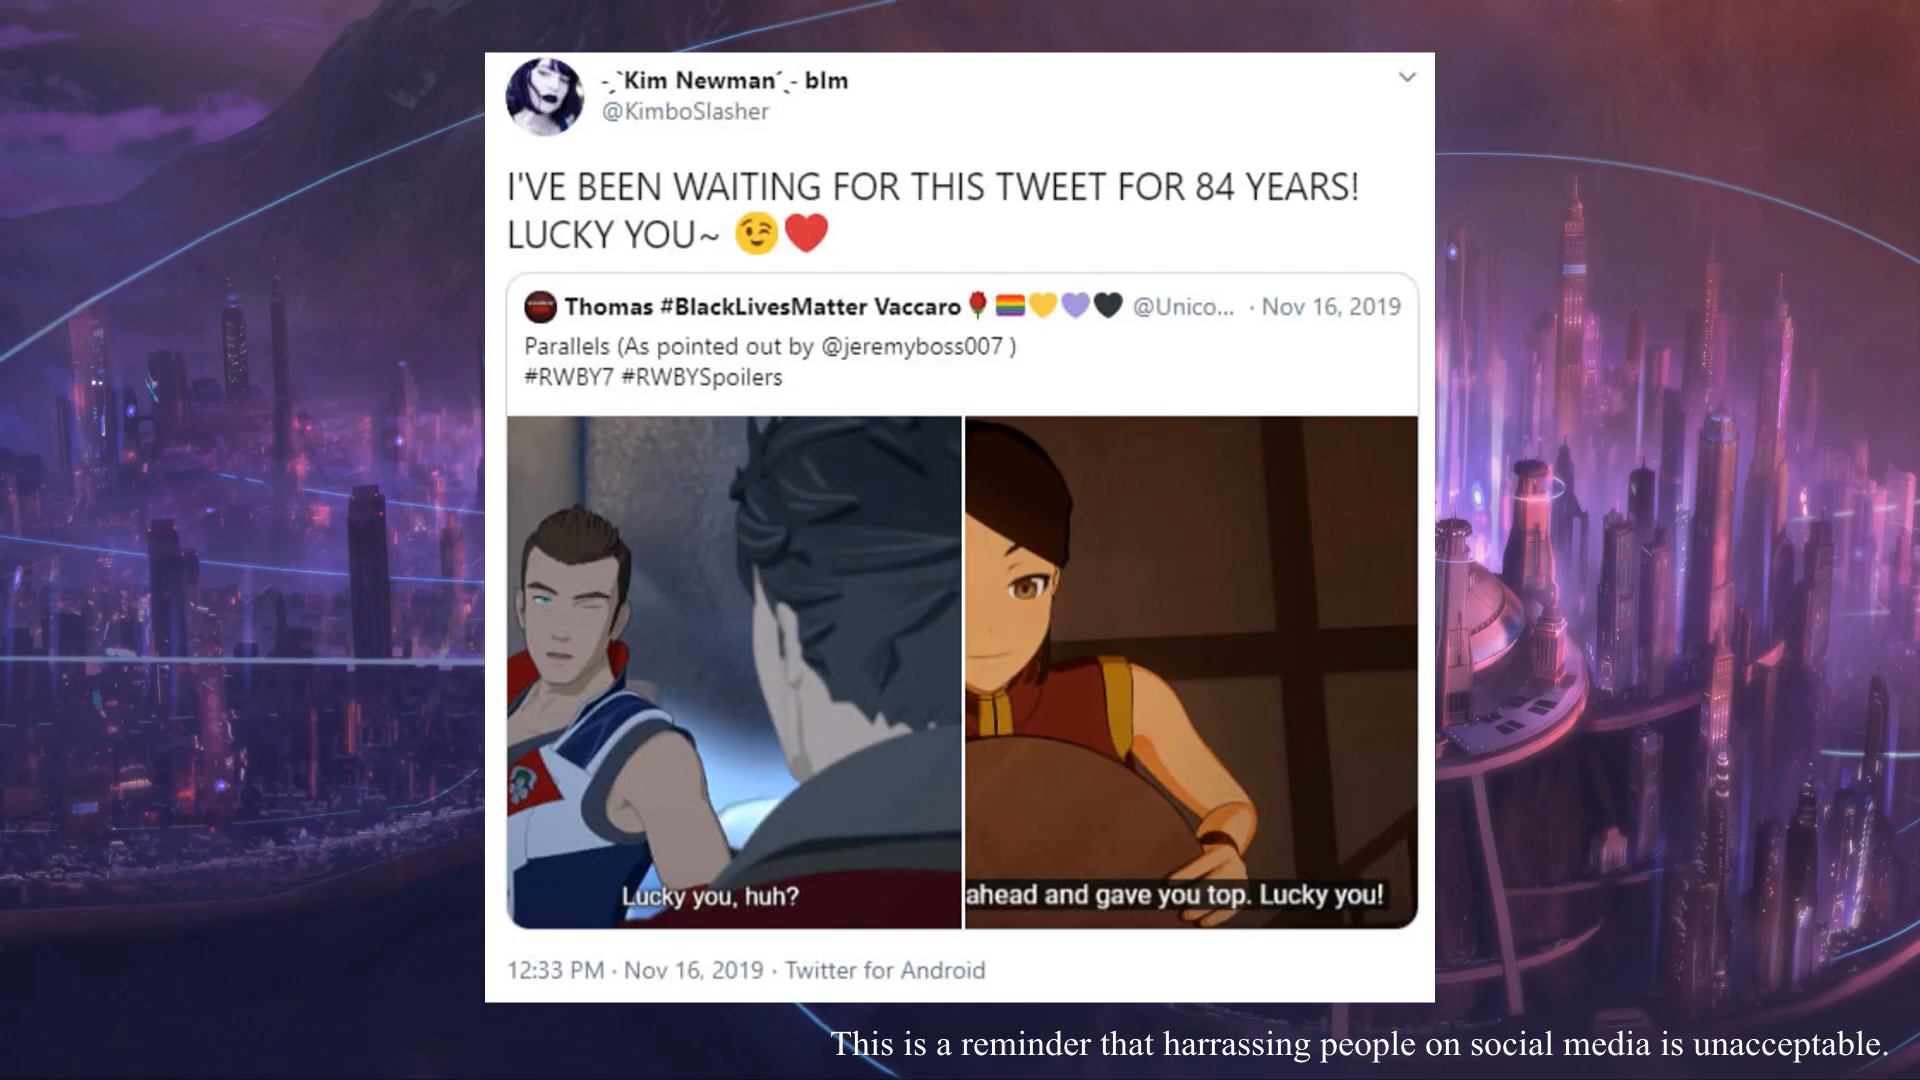 -ˏˋKim Newmanˊˎ- blm
@KimboSlasher
I'VE BEEN WAITING FOR THIS TWEET FOR 84 YEARS!
LUCKY YOU~ 😉❤️
Thomas #BlackLivesMatter Vaccaro🌹🏳️‍🌈💛💜🖤 @Unico... · Nov 16, 2019
Parallels (As pointed out by @jeremyboss007 )
#RWBY7 #RWBYSpoilers
Lucky you, huh?
ahead and gave you top. Lucky you!
12:33 PM · Nov 16, 2019 · Twitter for Android
This is a reminder that harrassing people on social media is unacceptable.